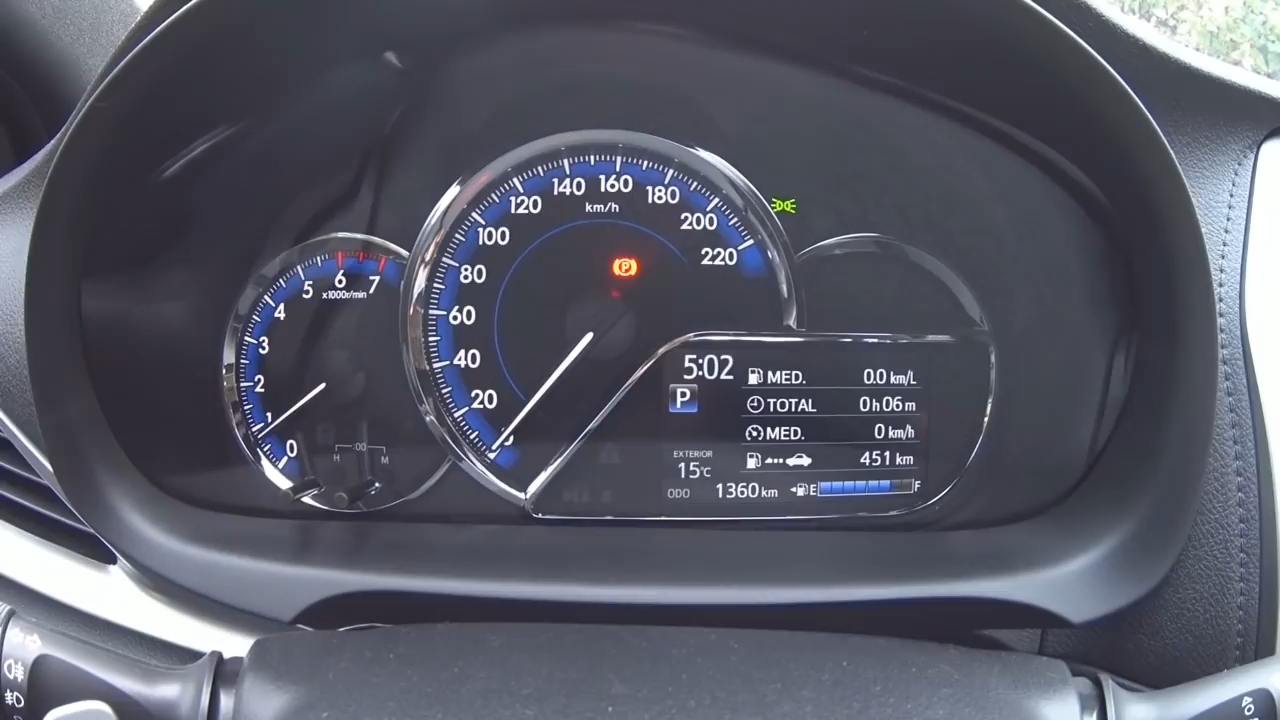 0
1
2
3
4
5
6
7
x1000r/min
H :00 M
20
40
60
80
100
120
140
160
180
200
220
km/h
P
5:02
P
MED. 0.0 km/L
TOTAL 0h06m
MED. 0 km/h
451 km
EXTERIOR
15°C
ODO 1360km
E F